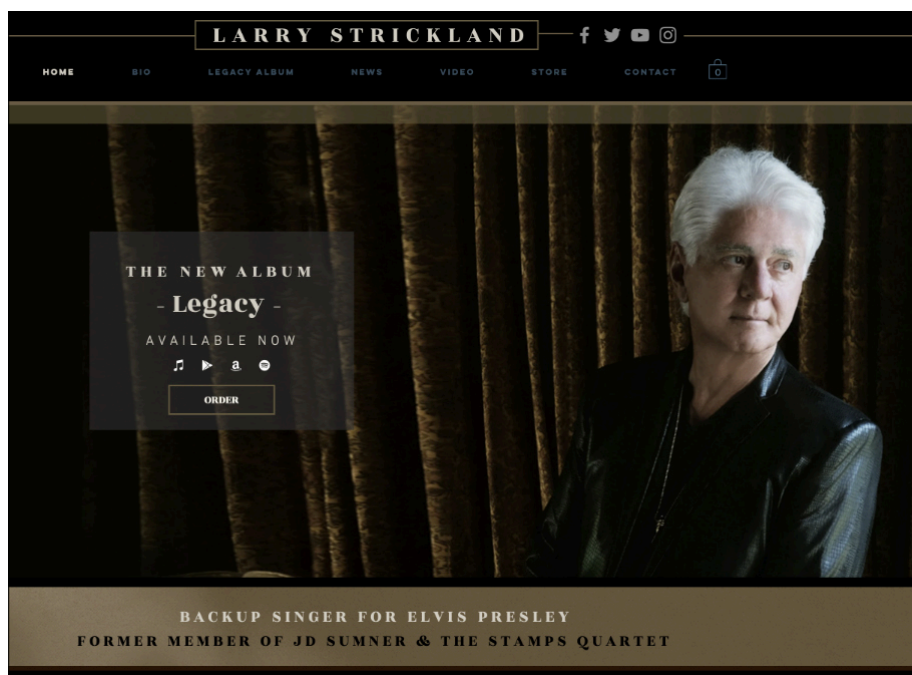 LARRY STRICKLAND
HOME BIO LEGACY ALBUM NEWS VIDEO STORE CONTACT 0
THE NEW ALBUM
- Legacy -
AVAILABLE NOW
ORDER
BACKUP SINGER FOR ELVIS PRESLEY
FORMER MEMBER OF JD SUMNER & THE STAMPS QUARTET